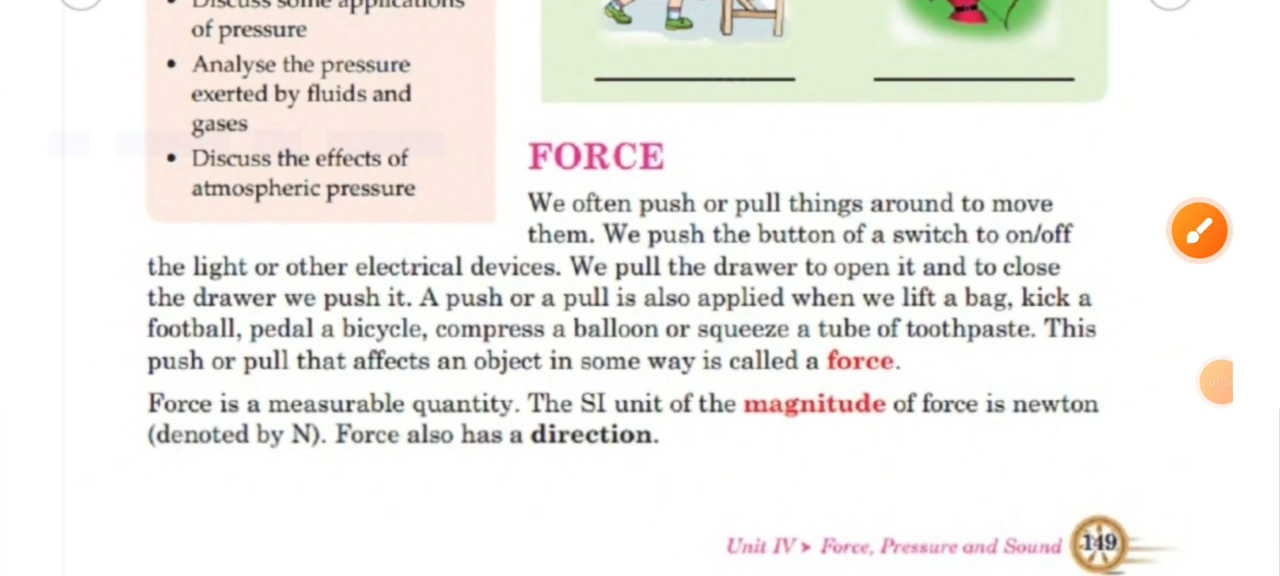 • Discuss some applications
of pressure
• Analyse the pressure
exerted by fluids and
gases
• Discuss the effects of
atmospheric pressure
FORCE
We often push or pull things around to move
them. We push the button of a switch to on/off
the light or other electrical devices. We pull the drawer to open it and to close
the drawer we push it. A push or a pull is also applied when we lift a bag, kick a
football, pedal a bicycle, compress a balloon or squeeze a tube of toothpaste. This
push or pull that affects an object in some way is called a force.
Force is a measurable quantity. The SI unit of the magnitude of force is newton
(denoted by N). Force also has a direction.
Unit IV > Force, Pressure and Sound 149